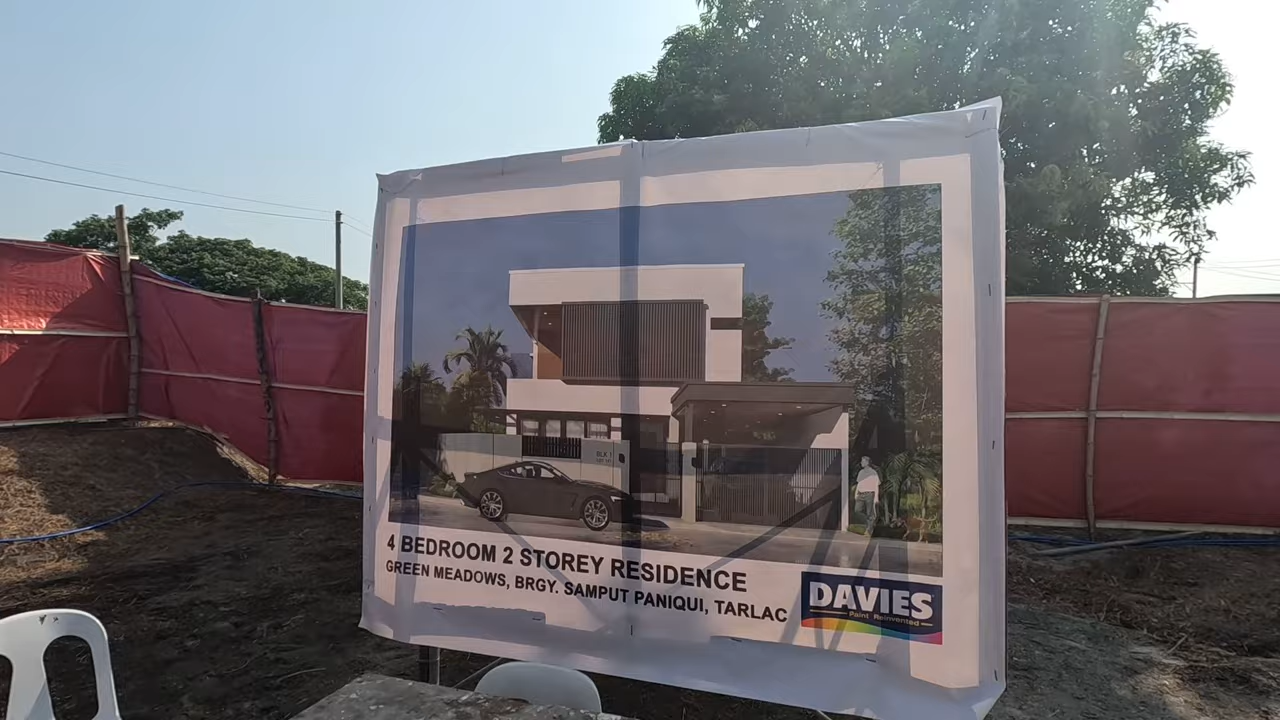 4 BEDROOM 2 STOREY RESIDENCE
GREEN MEADOWS, BRGY. SAMPUT PANIQUI, TARLAC
DAVIES
Paint Reinvented